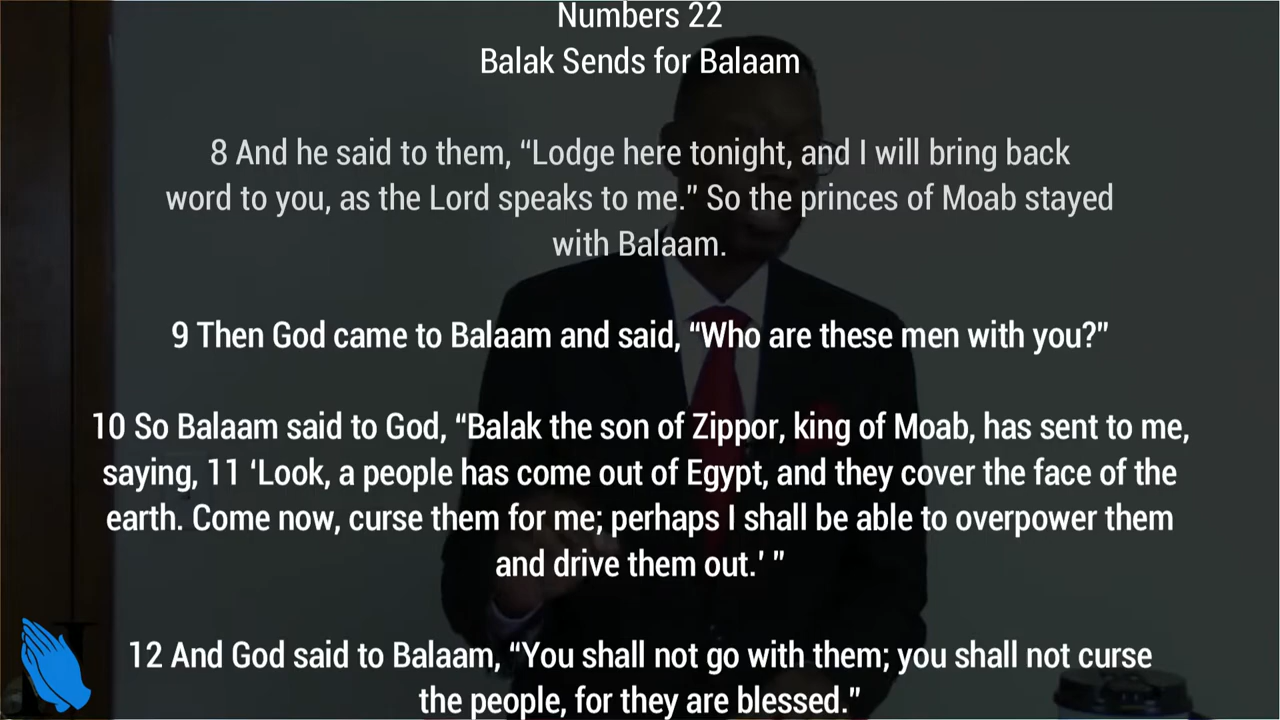 Numbers 22
Balak Sends for Balaam
8 And he said to them, “Lodge here tonight, and I will bring back
word to you, as the Lord speaks to me.” So the princes of Moab stayed
with Balaam.
9 Then God came to Balaam and said, “Who are these men with you?”
10 So Balaam said to God, “Balak the son of Zippor, king of Moab, has sent to me,
saying, 11 ‘Look, a people has come out of Egypt, and they cover the face of the
earth. Come now, curse them for me; perhaps I shall be able to overpower them
and drive them out.’ ”
12 And God said to Balaam, “You shall not go with them; you shall not curse
the people, for they are blessed.”